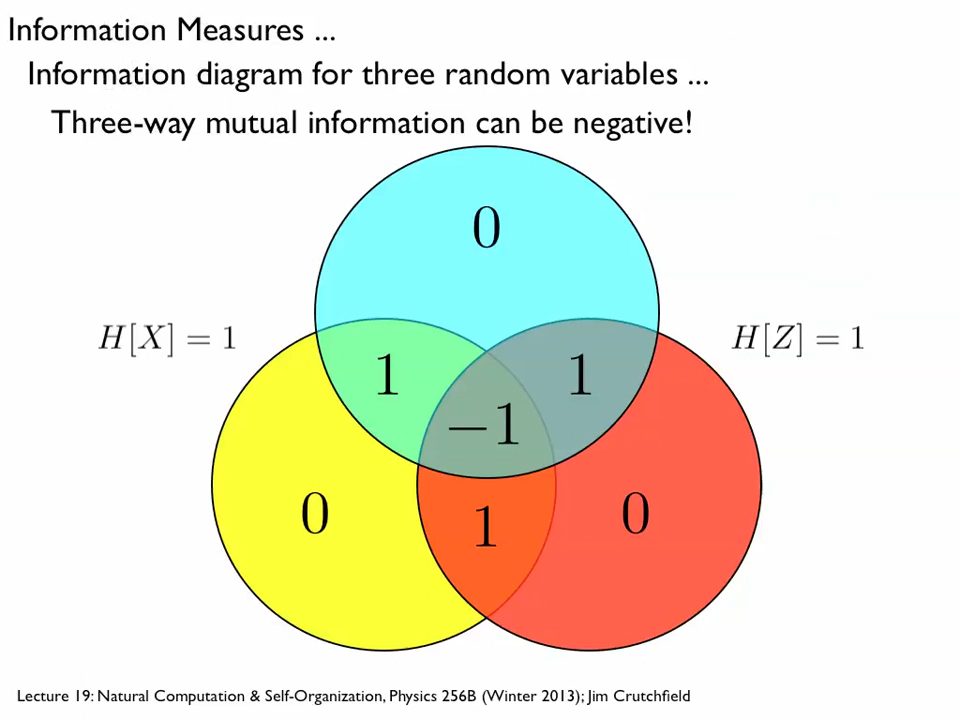 Information Measures ...
Information diagram for three random variables ...
Three-way mutual information can be negative!
0
H[X] = 1
H[Z] = 1
1
1
−1
0
1
0
Lecture 19: Natural Computation & Self-Organization, Physics 256B (Winter 2013); Jim Crutchfield